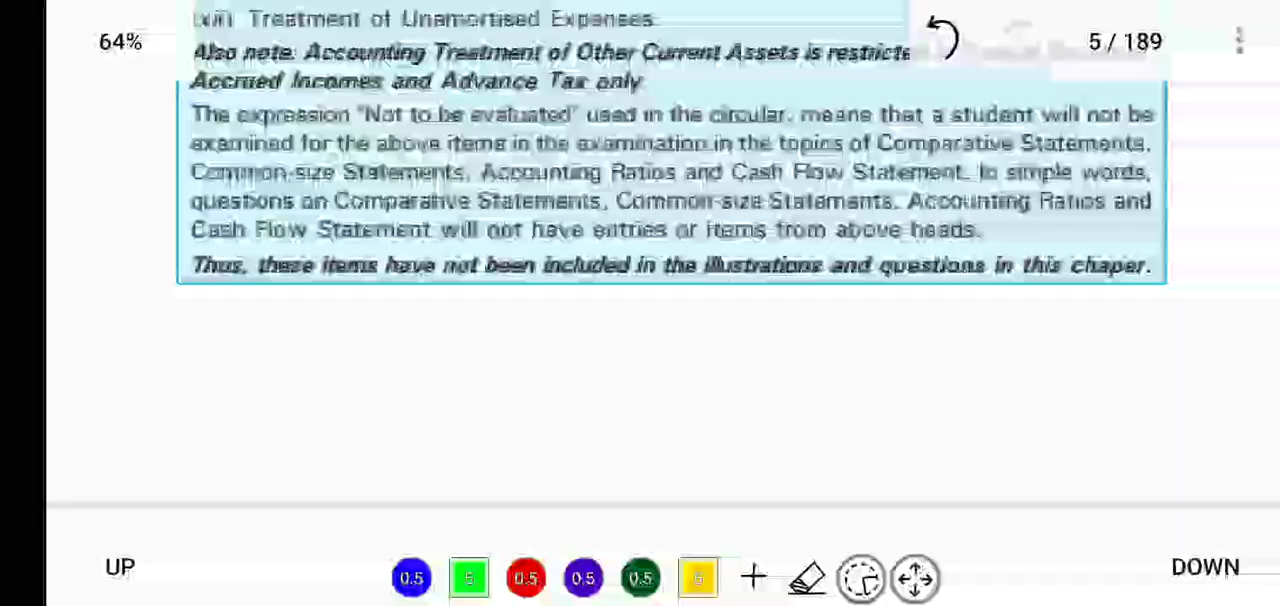 Treatment of Unamortised Expenses.
64%
Also note: Accounting Treatment of Other Current Assets is restricte
5 / 189
Accrued Incomes and Advance Tax only.
The expression "Not to be evaluated" used in the circular, means that a student will not be
examined for the above items in the examination in the topics of Comparative Statements,
Common-size Statements, Accounting Ratios and Cash Flow Statement. In simple words,
questions on Comparative Statements, Common-size Statements, Accounting Ratios and
Cash Flow Statement will not have entries or items from above heads.
Thus, these items have not been included in the illustrations and questions in this chaper.
UP
0.5 5 0.5 0.5 0.5 5
DOWN